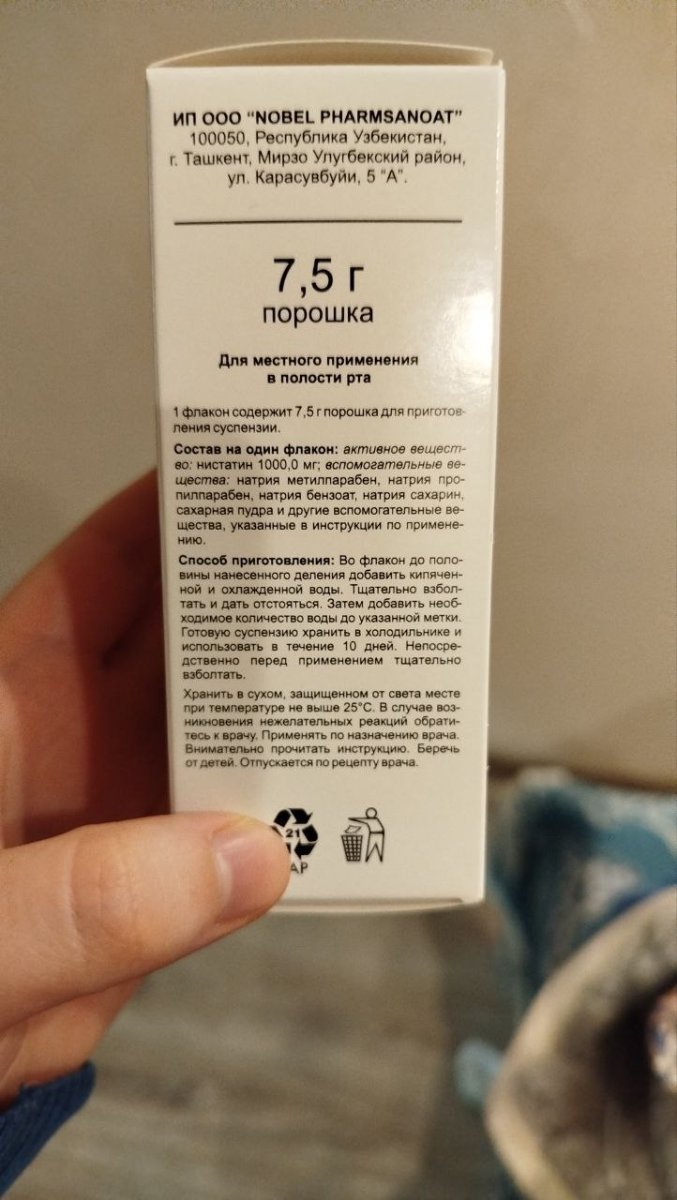 ИП ООО "NOBEL PHARMSANOAT"
100050, Республика Узбекистан,
г. Ташкент, Мирзо Улугбекский район,
ул. Карасувбуйи, 5 "А".
7,5 г
порошка
Для местного применения
в полости рта
1 флакон содержит 7,5 г порошка для приготов-
ления суспензии.
Состав на один флакон: активное вещест-
во: нистатин 1000,0 мг; вспомогательные ве-
щества: натрия метилпарабен, натрия про-
пилпарабен, натрия бензоат, натрия сахарин,
сахарная пудра и другие вспомогательные ве-
щества, указанные в инструкции по примене-
нию.
Способ приготовления: Во флакон до поло-
вины нанесенного деления добавить кипячен-
ной и охлажденной воды. Тщательно взбол-
тать и дать отстояться. Затем добавить необ-
ходимое количество воды до указанной метки.
Готовую суспензию хранить в холодильнике и
использовать в течение 10 дней. Непосре-
дственно перед применением тщательно
взболтать.
Хранить в сухом, защищенном от света месте
при температуре не выше 25°С. В случае воз-
никновения нежелательных реакций обрати-
тесь к врачу. Применять по назначению врача.
Внимательно прочитать инструкцию. Беречь
от детей. Отпускается по рецепту врача.
21